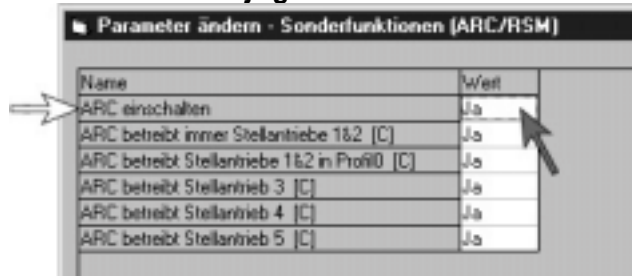 Parameter ändern - Sonderfunktionen (ARC/RSM)
Name Wert
ARC einschalten Ja
ARC betreibt immer Stellantriebe 1&2 [C] Ja
ARC betreibt Stellantriebe 1&2 in Profil0 [C] Ja
ARC betreibt Stellantrieb 3 [C] Ja
ARC betreibt Stellantrieb 4 [C] Ja
ARC betreibt Stellantrieb 5 [C] Ja